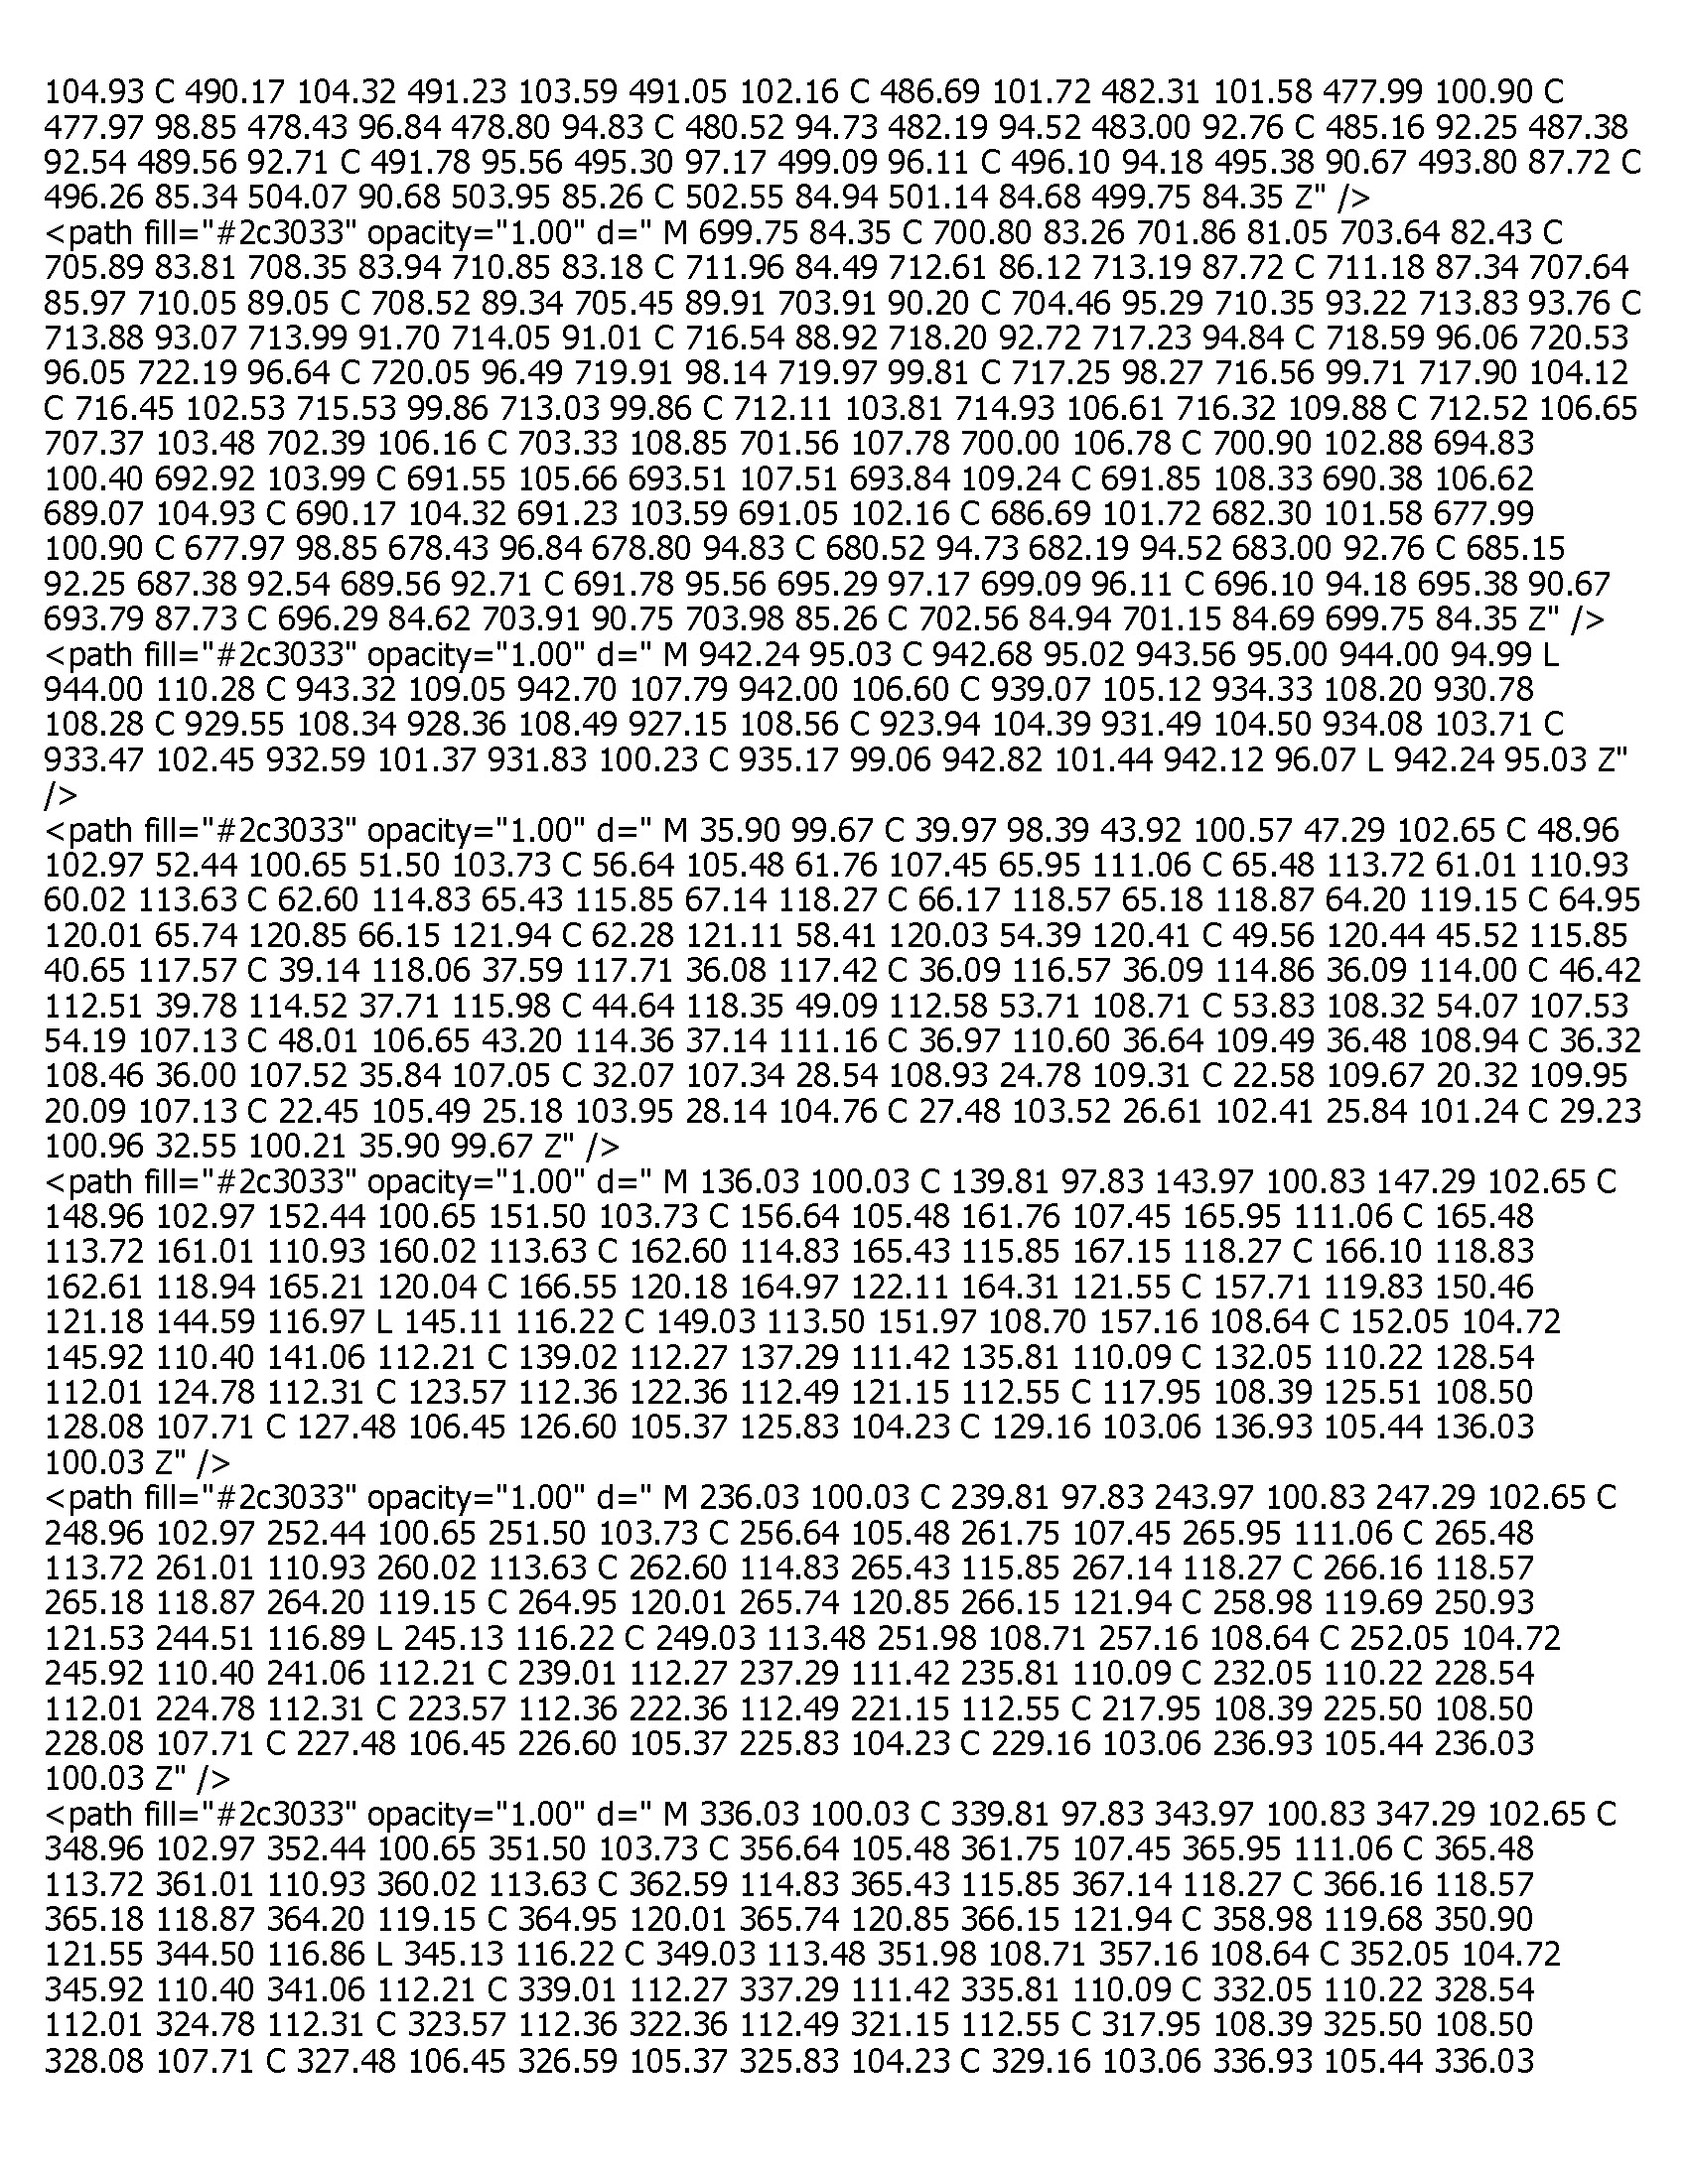 104.93 C 490.17 104.32 491.23 103.59 491.05 102.16 C 486.69 101.72 482.31 101.58 477.99 100.90 C
477.97 98.85 478.43 96.84 478.80 94.83 C 480.52 94.73 482.19 94.52 483.00 92.76 C 485.16 92.25 487.38
92.54 489.56 92.71 C 491.78 95.56 495.30 97.17 499.09 96.11 C 496.10 94.18 495.38 90.67 493.80 87.72 C
496.26 85.34 504.07 90.68 503.95 85.26 C 502.55 84.94 501.14 84.68 499.75 84.35 Z" />
<path fill="#2c3033" opacity="1.00" d=" M 699.75 84.35 C 700.80 83.26 701.86 81.05 703.64 82.43 C
705.89 83.81 708.35 83.94 710.85 83.18 C 711.96 84.49 712.61 86.12 713.19 87.72 C 711.18 87.34 707.64
85.97 710.05 89.05 C 708.52 89.34 705.45 89.91 703.91 90.20 C 704.46 95.29 710.35 93.22 713.83 93.76 C
713.88 93.07 713.99 91.70 714.05 91.01 C 716.54 88.92 718.20 92.72 717.23 94.84 C 718.59 96.06 720.53
96.05 722.19 96.64 C 720.05 96.49 719.91 98.14 719.97 99.81 C 717.25 98.27 716.56 99.71 717.90 104.12
C 716.45 102.53 715.53 99.86 713.03 99.86 C 712.11 103.81 714.93 106.61 716.32 109.88 C 712.52 106.65
707.37 103.48 702.39 106.16 C 703.33 108.85 701.56 107.78 700.00 106.78 C 700.90 102.88 694.83
100.40 692.92 103.99 C 691.55 105.66 693.51 107.51 693.84 109.24 C 691.85 108.33 690.38 106.62
689.07 104.93 C 690.17 104.32 691.23 103.59 691.05 102.16 C 686.69 101.72 682.30 101.58 677.99
100.90 C 677.97 98.85 678.43 96.84 678.80 94.83 C 680.52 94.73 682.19 94.52 683.00 92.76 C 685.15
92.25 687.38 92.54 689.56 92.71 C 691.78 95.56 695.29 97.17 699.09 96.11 C 696.10 94.18 695.38 90.67
693.79 87.73 C 696.29 84.62 703.91 90.75 703.98 85.26 C 702.56 84.94 701.15 84.69 699.75 84.35 Z" />
<path fill="#2c3033" opacity="1.00" d=" M 942.24 95.03 C 942.68 95.02 943.56 95.00 944.00 94.99 L
944.00 110.28 C 943.32 109.05 942.70 107.79 942.00 106.60 C 939.07 105.12 934.33 108.20 930.78
108.28 C 929.55 108.34 928.36 108.49 927.15 108.56 C 923.94 104.39 931.49 104.50 934.08 103.71 C
933.47 102.45 932.59 101.37 931.83 100.23 C 935.17 99.06 942.82 101.44 942.12 96.07 L 942.24 95.03 Z"
/>
<path fill="#2c3033" opacity="1.00" d=" M 35.90 99.67 C 39.97 98.39 43.92 100.57 47.29 102.65 C 48.96
102.97 52.44 100.65 51.50 103.73 C 56.64 105.48 61.76 107.45 65.95 111.06 C 65.48 113.72 61.01 110.93
60.02 113.63 C 62.60 114.83 65.43 115.85 67.14 118.27 C 66.17 118.57 65.18 118.87 64.20 119.15 C 64.95
120.01 65.74 120.85 66.15 121.94 C 62.28 121.11 58.41 120.03 54.39 120.41 C 49.56 120.44 45.52 115.85
40.65 117.57 C 39.14 118.06 37.59 117.71 36.08 117.42 C 36.09 116.57 36.09 114.86 36.09 114.00 C 46.42
112.51 39.78 114.52 37.71 115.98 C 44.64 118.35 49.09 112.58 53.71 108.71 C 53.83 108.32 54.07 107.53
54.19 107.13 C 48.01 106.65 43.20 114.36 37.14 111.16 C 36.97 110.60 36.64 109.49 36.48 108.94 C 36.32
108.46 36.00 107.52 35.84 107.05 C 32.07 107.34 28.54 108.93 24.78 109.31 C 22.58 109.67 20.32 109.95
20.09 107.13 C 22.45 105.49 25.18 103.95 28.14 104.76 C 27.48 103.52 26.61 102.41 25.84 101.24 C 29.23
100.96 32.55 100.21 35.90 99.67 Z" />
<path fill="#2c3033" opacity="1.00" d=" M 136.03 100.03 C 139.81 97.83 143.97 100.83 147.29 102.65 C
148.96 102.97 152.44 100.65 151.50 103.73 C 156.64 105.48 161.76 107.45 165.95 111.06 C 165.48
113.72 161.01 110.93 160.02 113.63 C 162.60 114.83 165.43 115.85 167.15 118.27 C 166.10 118.83
162.61 118.94 165.21 120.04 C 166.55 120.18 164.97 122.11 164.31 121.55 C 157.71 119.83 150.46
121.18 144.59 116.97 L 145.11 116.22 C 149.03 113.50 151.97 108.70 157.16 108.64 C 152.05 104.72
145.92 110.40 141.06 112.21 C 139.02 112.27 137.29 111.42 135.81 110.09 C 132.05 110.22 128.54
112.01 124.78 112.31 C 123.57 112.36 122.36 112.49 121.15 112.55 C 117.95 108.39 125.51 108.50
128.08 107.71 C 127.48 106.45 126.60 105.37 125.83 104.23 C 129.16 103.06 136.93 105.44 136.03
100.03 Z" />
<path fill="#2c3033" opacity="1.00" d=" M 236.03 100.03 C 239.81 97.83 243.97 100.83 247.29 102.65 C
248.96 102.97 252.44 100.65 251.50 103.73 C 256.64 105.48 261.75 107.45 265.95 111.06 C 265.48
113.72 261.01 110.93 260.02 113.63 C 262.60 114.83 265.43 115.85 267.14 118.27 C 266.16 118.57
265.18 118.87 264.20 119.15 C 264.95 120.01 265.74 120.85 266.15 121.94 C 258.98 119.69 250.93
121.53 244.51 116.89 L 245.13 116.22 C 249.03 113.48 251.98 108.71 257.16 108.64 C 252.05 104.72
245.92 110.40 241.06 112.21 C 239.01 112.27 237.29 111.42 235.81 110.09 C 232.05 110.22 228.54
112.01 224.78 112.31 C 223.57 112.36 222.36 112.49 221.15 112.55 C 217.95 108.39 225.50 108.50
228.08 107.71 C 227.48 106.45 226.60 105.37 225.83 104.23 C 229.16 103.06 236.93 105.44 236.03
100.03 Z" />
<path fill="#2c3033" opacity="1.00" d=" M 336.03 100.03 C 339.81 97.83 343.97 100.83 347.29 102.65 C
348.96 102.97 352.44 100.65 351.50 103.73 C 356.64 105.48 361.75 107.45 365.95 111.06 C 365.48
113.72 361.01 110.93 360.02 113.63 C 362.59 114.83 365.43 115.85 367.14 118.27 C 366.16 118.57
365.18 118.87 364.20 119.15 C 364.95 120.01 365.74 120.85 366.15 121.94 C 358.98 119.68 350.90
121.55 344.50 116.86 L 345.13 116.22 C 349.03 113.48 351.98 108.71 357.16 108.64 C 352.05 104.72
345.92 110.40 341.06 112.21 C 339.01 112.27 337.29 111.42 335.81 110.09 C 332.05 110.22 328.54
112.01 324.78 112.31 C 323.57 112.36 322.36 112.49 321.15 112.55 C 317.95 108.39 325.50 108.50
328.08 107.71 C 327.48 106.45 326.59 105.37 325.83 104.23 C 329.16 103.06 336.93 105.44 336.03